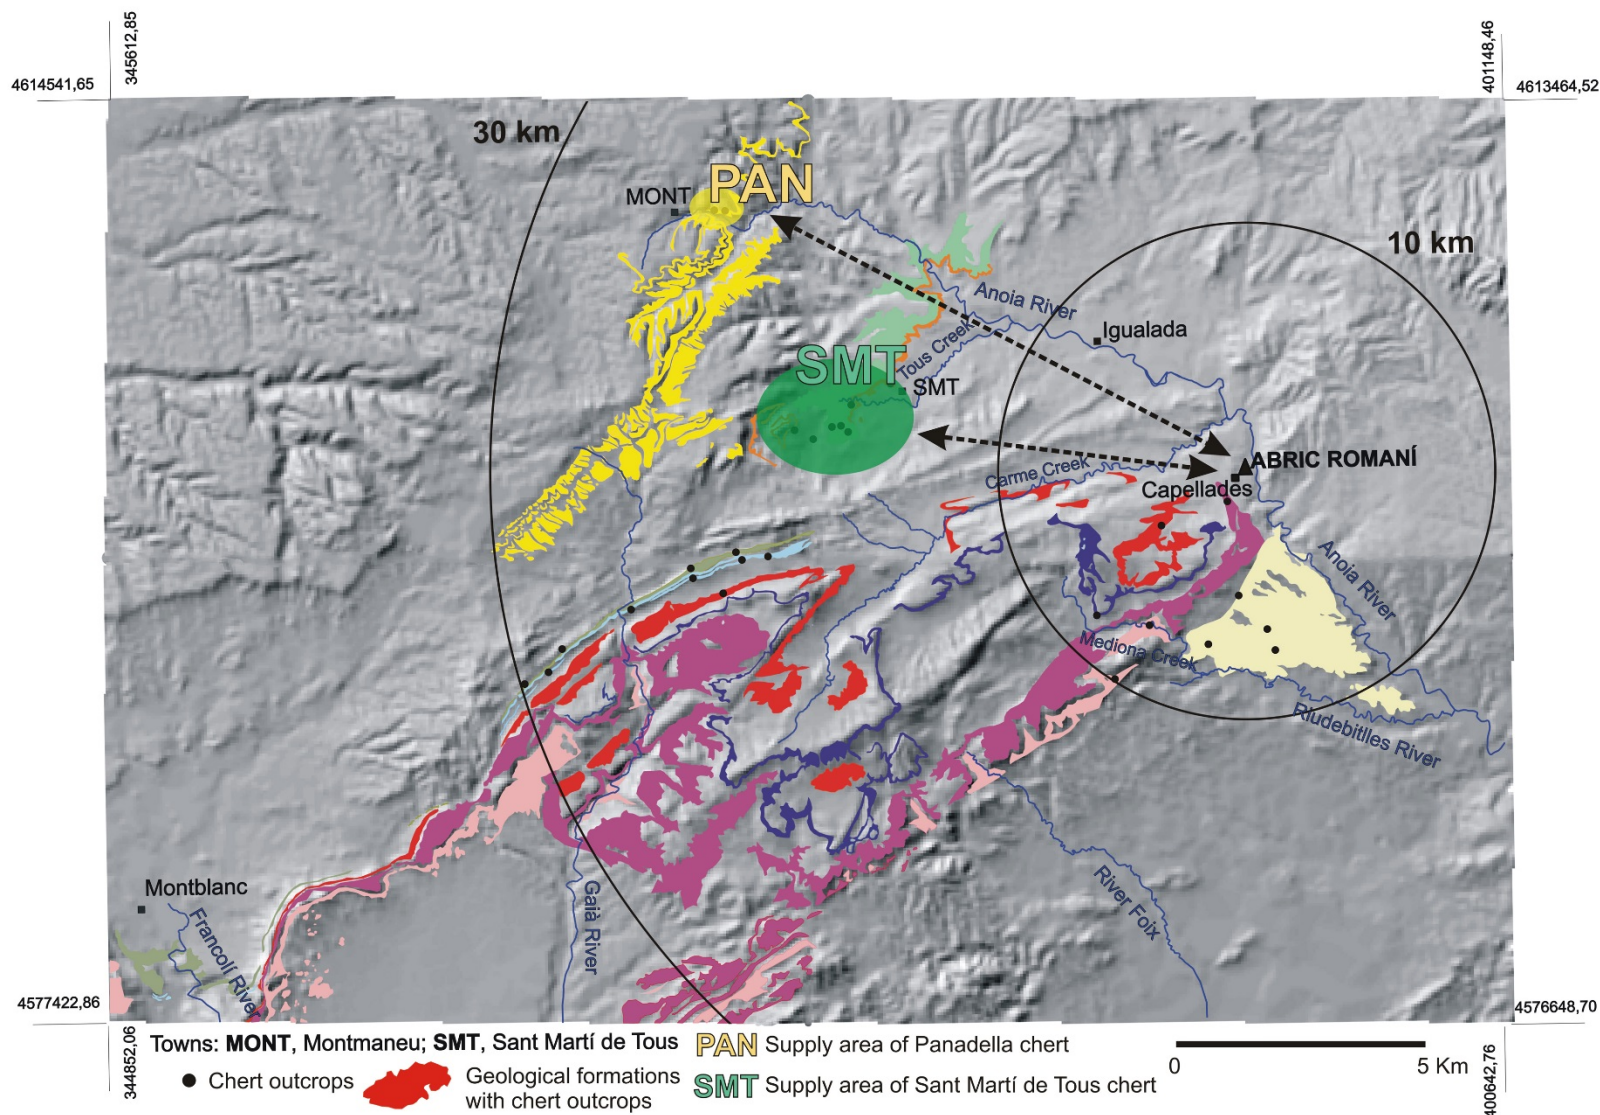 345612,85
401148,46
4614541,65
4613464,52
30 km
PAN
MONT
10 km
Anoia River
Igualada
Tous Creek
SMT
SMT
ABRIC ROMANÍ
Carme Creek
Capellades
Anoia River
Mediona Creek
Riudebitlles River
Montblanc
Francolí River
Gaià River
River Foix
4577422,86
4576648,70
344852,06
400642,76
Towns: MONT, Montmaneu; SMT, Sant Martí de Tous
PAN Supply area of Panadella chert
0 5 Km
Chert outcrops
Geological formations
with chert outcrops
SMT Supply area of Sant Martí de Tous chert